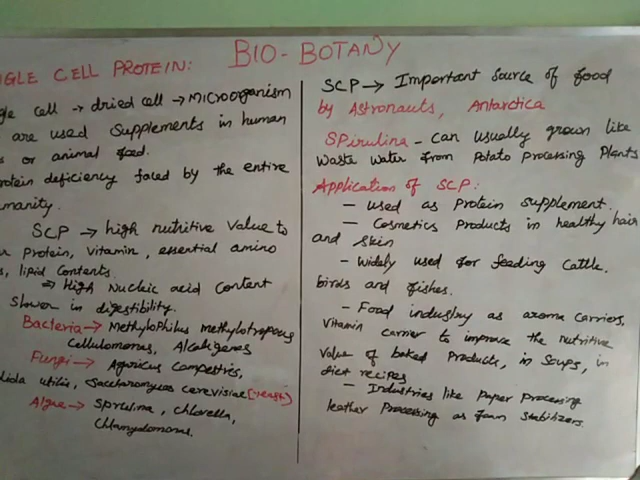 BIO-BOTANY
NGLE CELL PROTEIN:
gle cell → dried cell → Microorganism
are used Supplements in human
s or animal feed.
rotein deficiency faced by the entire
manity.
SCP → high nutritive value to
Protein, vitamin, essential amino
s, lipid contents.
⇒ High Nucleic acid content
slower in digestibility.
Bacteria → Methylophilus methylotropous
Cellulomonas, Alcaligenes
Fungi → Agaricus campestris,
dida utilis, Saccharomyces cerevisiae (yeast)
Algae → Spirulina, chlorella,
Chlamydomonas.
SCP → Important Source of food
by Astronauts, Antarctica
SPirulina - Can usually grown like
Waste water from Potato processing Plants
Application of SCP:
- used as Protein Supplement.
- Cosmetics Products in healthy hair
and skin
- Widely used for feeding Cattle,
birds and fishes.
- Food industry as aroma carriers,
vitamin carrier to improve the nutritive
value of baked Products, in Soups, in
diet recipes
- Industries like Paper Processing
leather Processing as foam Stabilizers.